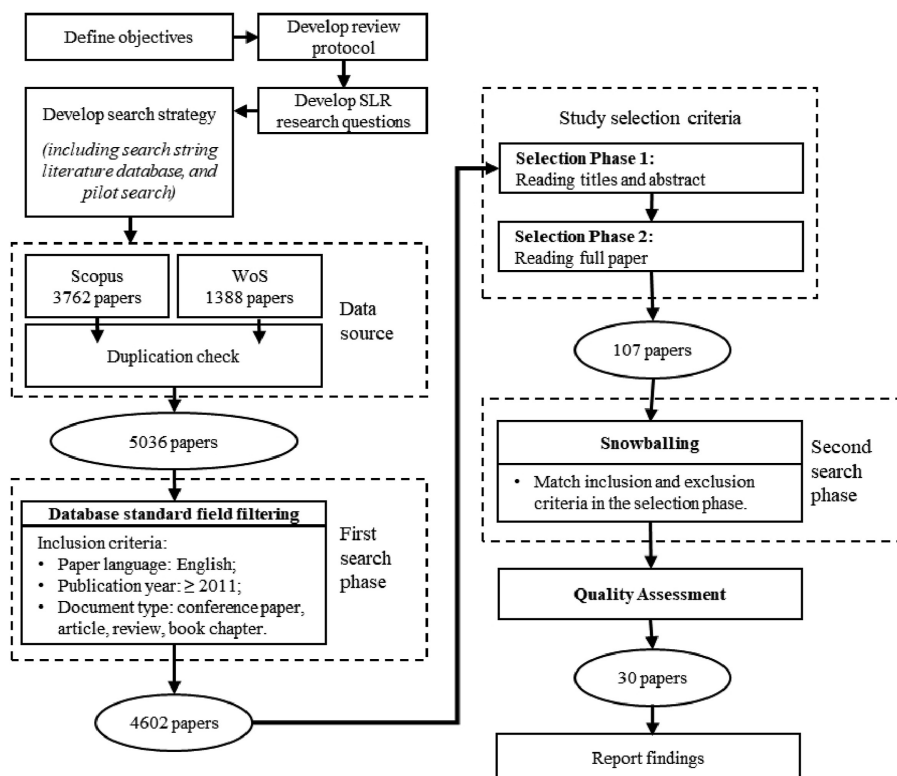 Define objectives
Develop review
protocol
Develop SLR
research questions
Develop search strategy
(including search string
literature database, and
pilot search)
Scopus
3762 papers
WoS
1388 papers
Duplication check
Data
source
5036 papers
Database standard field filtering
Inclusion criteria:
• Paper language: English;
• Publication year: ≥ 2011;
• Document type: conference paper,
article, review, book chapter.
First
search
phase
4602 papers
Study selection criteria
Selection Phase 1:
Reading titles and abstract
Selection Phase 2:
Reading full paper
107 papers
Snowballing
• Match inclusion and exclusion
criteria in the selection phase.
Second
search
phase
Quality Assessment
30 papers
Report findings